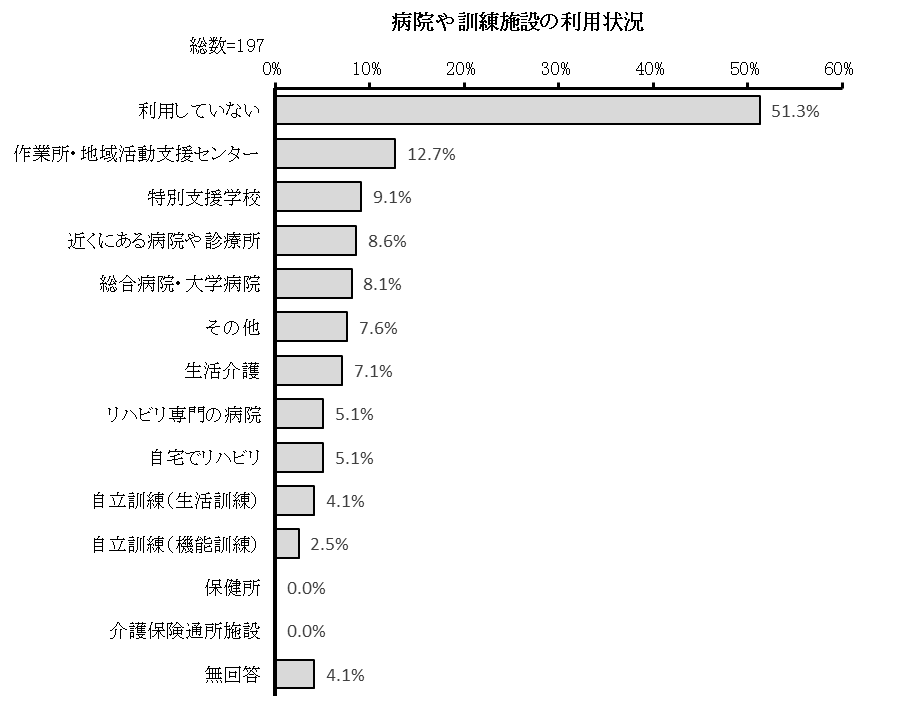 病院や訓練施設の利用状況
総数=197
0% 10% 20% 30% 40% 50% 60%
利用していない 51.3%
作業所・地域活動支援センター 12.7%
特別支援学校 9.1%
近くにある病院や診療所 8.6%
総合病院・大学病院 8.1%
その他 7.6%
生活介護 7.1%
リハビリ専門の病院 5.1%
自宅でリハビリ 5.1%
自立訓練（生活訓練） 4.1%
自立訓練（機能訓練） 2.5%
保健所 0.0%
介護保険通所施設 0.0%
無回答 4.1%